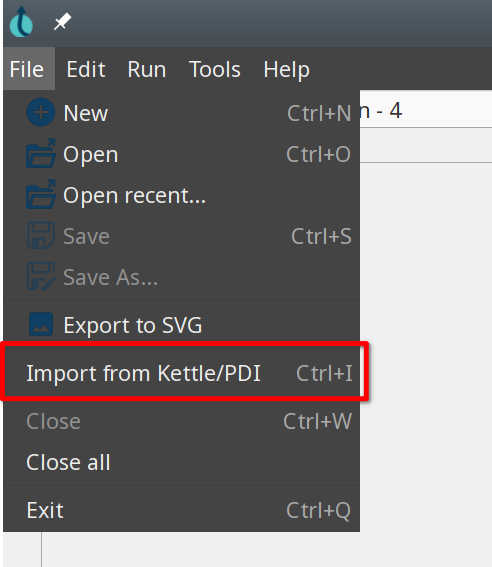 File Edit Run Tools Help
n - 4
New Ctrl+N
Open Ctrl+O
Open recent...
Save Ctrl+S
Save As...
Export to SVG
Import from Kettle/PDI Ctrl+I
Close Ctrl+W
Close all
Exit Ctrl+Q